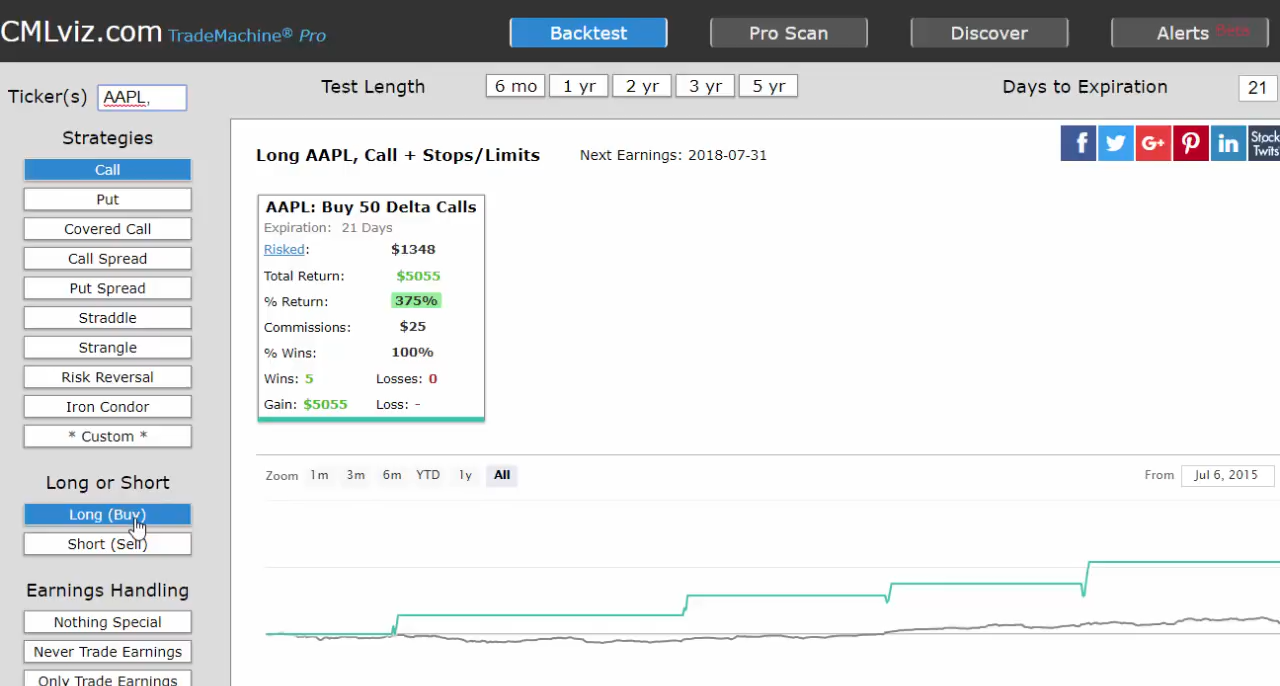 CMLviz.com TradeMachine® Pro
Backtest
Pro Scan
Discover
Alerts Beta
Ticker(s) AAPL,
Test Length 6 mo 1 yr 2 yr 3 yr 5 yr
Days to Expiration 21
Strategies
Call
Put
Covered Call
Call Spread
Put Spread
Straddle
Strangle
Risk Reversal
Iron Condor
* Custom *
Long or Short
Long (Buy)
Short (Sell)
Earnings Handling
Nothing Special
Never Trade Earnings
Only Trade Earnings
Long AAPL, Call + Stops/Limits Next Earnings: 2018-07-31
f G+ in Stock
Twits
AAPL: Buy 50 Delta Calls
Expiration: 21 Days
Risked: $1348
Total Return: $5055
% Return: 375%
Commissions: $25
% Wins: 100%
Wins: 5 Losses: 0
Gain: $5055 Loss: -
Zoom 1m 3m 6m YTD 1y All
From Jul 6, 2015